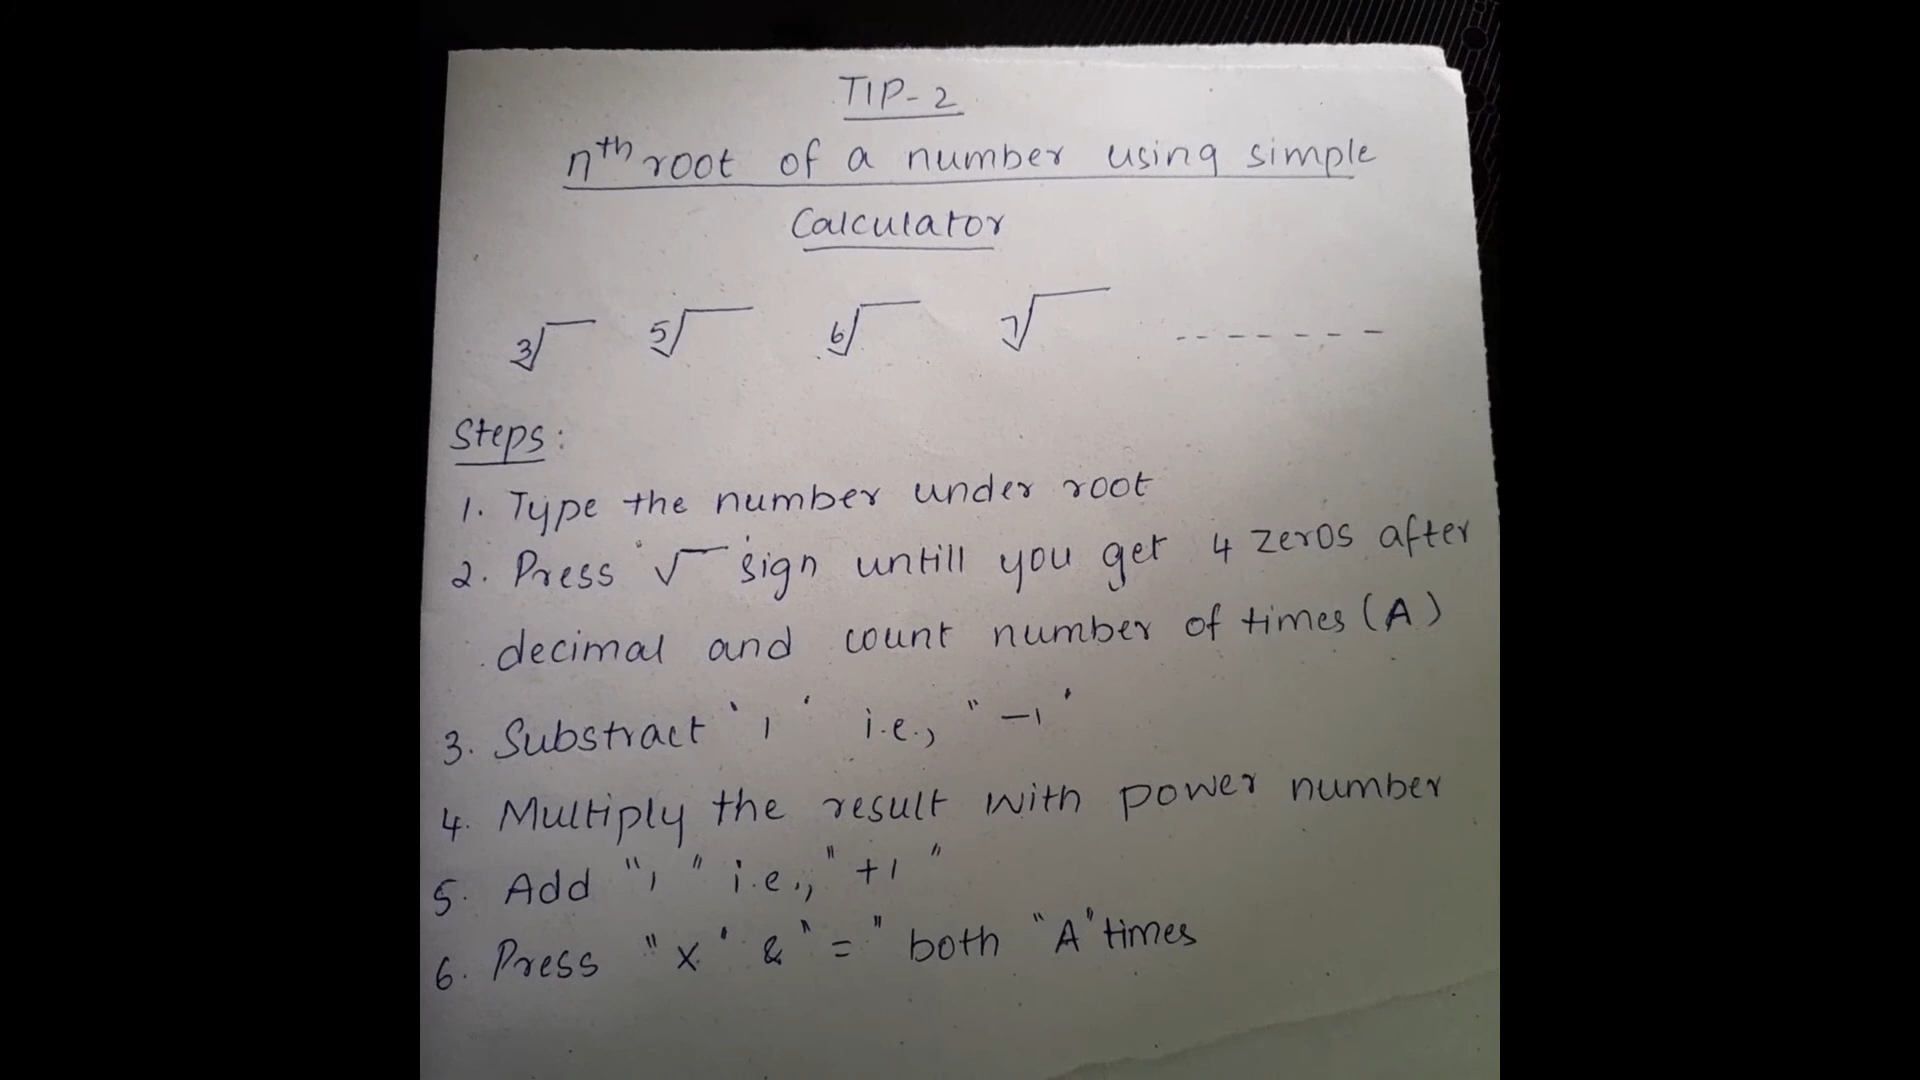 TIP-2
nth root of a number using simple
Calculator
3√ 5√ 6√ 7√ -------
Steps:
1. Type the number under root
2. Press '√‾ sign untill you get 4 zeros after
decimal and count number of times (A)
3. Substract '1' i.e., "-1'
4. Multiply the result with power number
5. Add "1" i.e., "+1"
6. Press "x' & "=" both "A" times